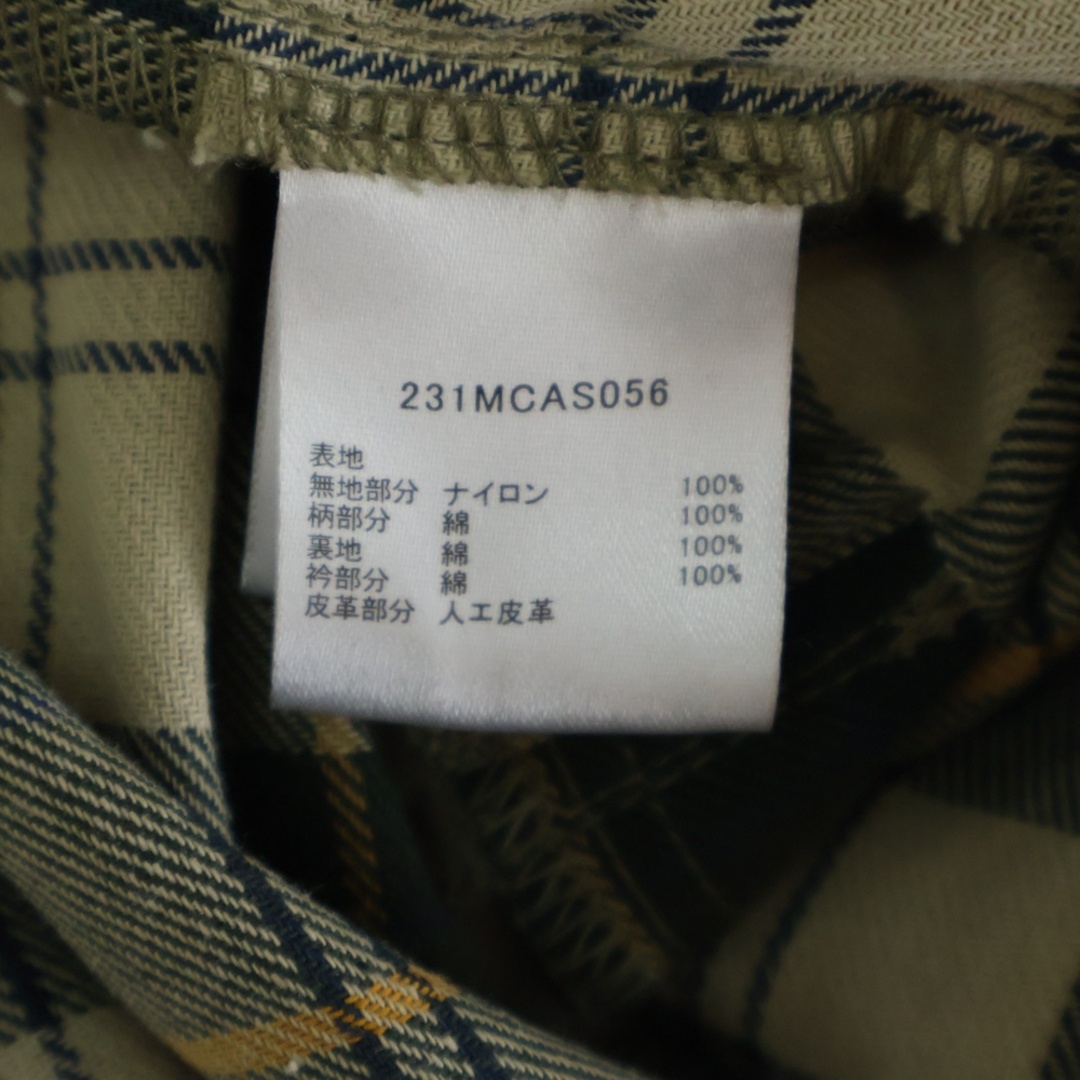 231MCAS056
表地
無地部分 ナイロン 100%
柄部分 綿 100%
裏地 綿 100%
衿部分 綿 100%
皮革部分 人工皮革